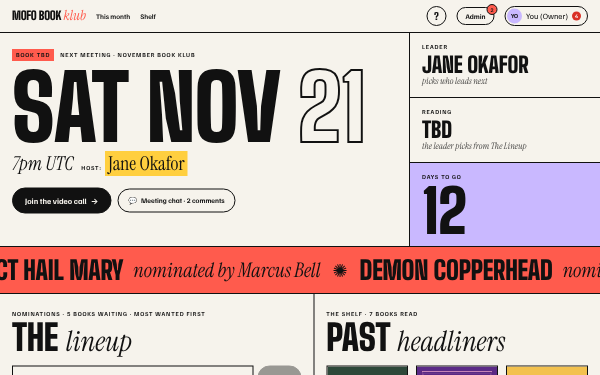 MOFO BOOK klub This month Shelf ? Admin 2 YO You (Owner) 4
BOOK TBD NEXT MEETING · NOVEMBER BOOK KLUB
SAT NOV 21
7pm UTC HOST: Jane Okafor
Join the video call →
Meeting chat · 2 comments
LEADER
JANE OKAFOR
picks who leads next
READING
TBD
the leader picks from The Lineup
DAYS TO GO
12
CT HAIL MARY nominated by Marcus Bell ✺ DEMON COPPERHEAD nomi
NOMINATIONS · 5 BOOKS WAITING · MOST WANTED FIRST
THE lineup
THE SHELF · 7 BOOKS READ
PAST headliners